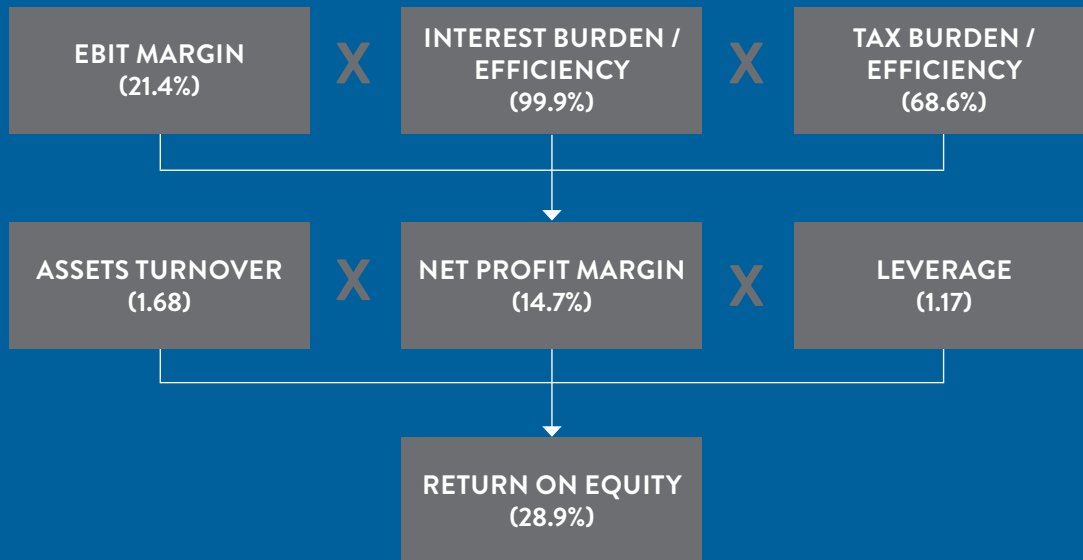 EBIT MARGIN
(21.4%)
X
INTEREST BURDEN /
EFFICIENCY
(99.9%)
X
TAX BURDEN /
EFFICIENCY
(68.6%)
ASSETS TURNOVER
(1.68)
X
NET PROFIT MARGIN
(14.7%)
X
LEVERAGE
(1.17)
RETURN ON EQUITY
(28.9%)